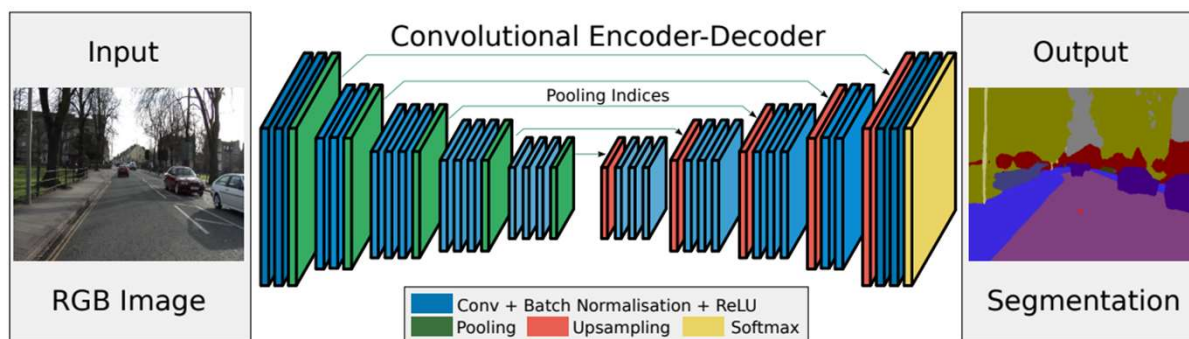 Input
RGB Image
Convolutional Encoder-Decoder
Pooling Indices
Conv + Batch Normalisation + ReLU
Pooling
Upsampling
Softmax
Output
Segmentation